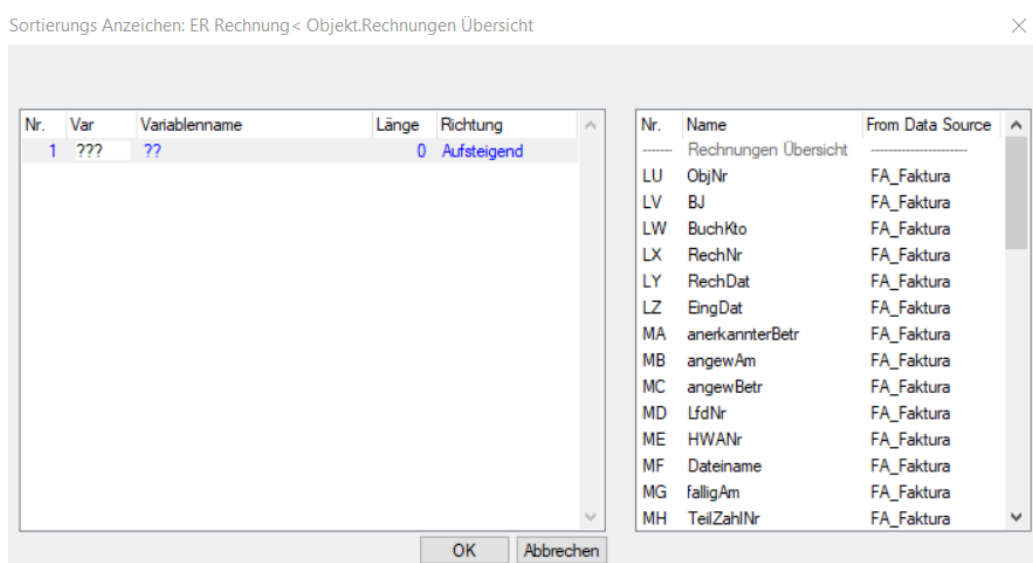 Sortierungs Anzeichen: ER Rechnung< Objekt.Rechnungen Übersicht
Nr. Var Variablenname Länge Richtung
1 ??? ?? 0 Aufsteigend
Nr. Name From Data Source
------- Rechnungen Übersicht ----------------------
LU ObjNr FA_Faktura
LV BJ FA_Faktura
LW BuchKto FA_Faktura
LX RechNr FA_Faktura
LY RechDat FA_Faktura
LZ EingDat FA_Faktura
MA anerkannterBetr FA_Faktura
MB angewAm FA_Faktura
MC angewBetr FA_Faktura
MD LfdNr FA_Faktura
ME HWANr FA_Faktura
MF Dateiname FA_Faktura
MG falligAm FA_Faktura
MH TeilZahlNr FA_Faktura
OK Abbrechen